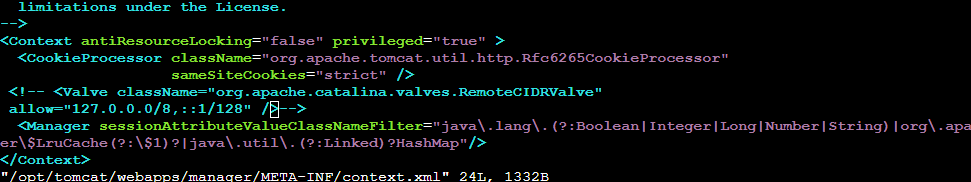 limitations under the License.
-->
<Context antiResourceLocking="false" privileged="true" >
<CookieProcessor className="org.apache.tomcat.util.http.Rfc6265CookieProcessor"
sameSiteCookies="strict" />
<!-- <Valve className="org.apache.catalina.valves.RemoteCIDRValve"
allow="127.0.0.0/8,::1/128" />-->
<Manager sessionAttributeValueClassNameFilter="java\.lang\.(?:Boolean|Integer|Long|Number|String)|org\.apa
er\$LruCache(?:\$1)?|java\.util\.(?:Linked)?HashMap"/>
</Context>
"/opt/tomcat/webapps/manager/META-INF/context.xml" 24L, 1332B